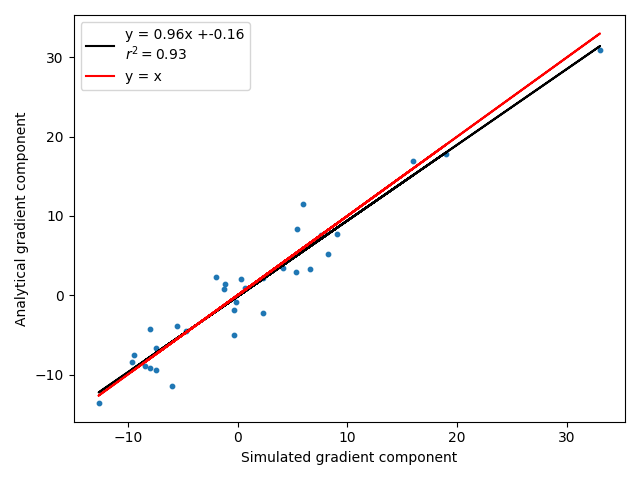 y = 0.96x +-0.16
r² = 0.93
y = x
30
20
10
0
−10
Analytical gradient component
−10 0 10 20 30
Simulated gradient component